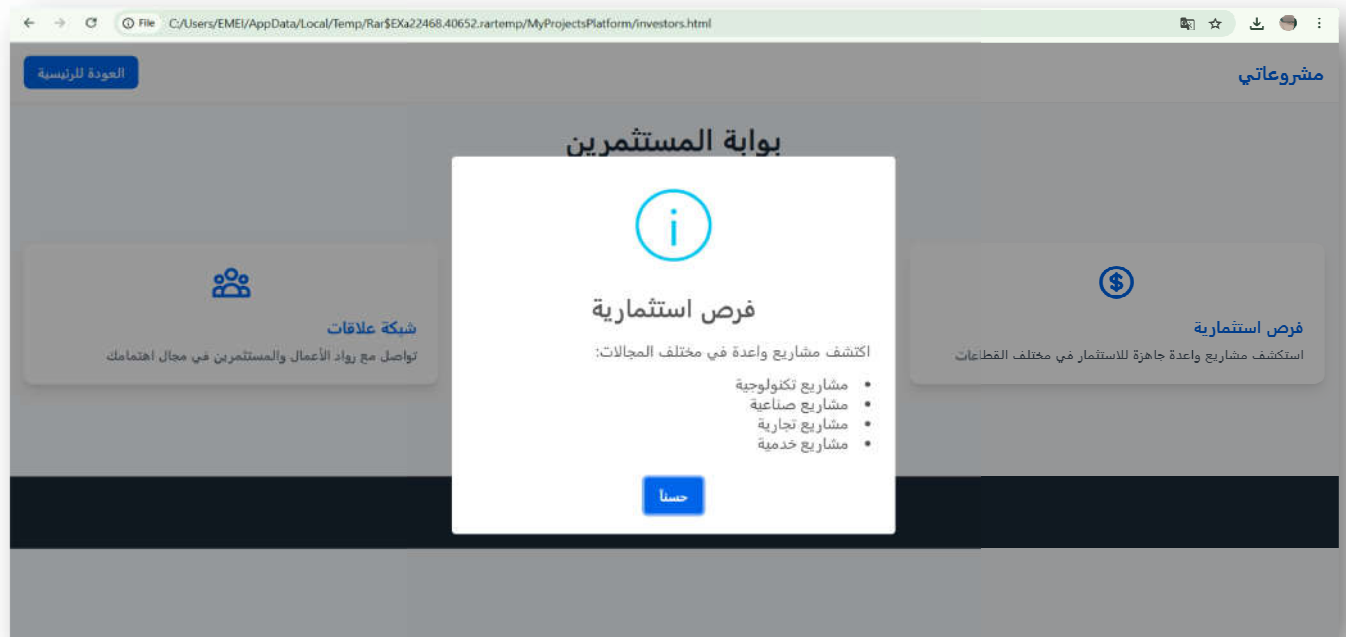 File C:/Users/EMEI/AppData/Local/Temp/Rar$EXa22468.40652.rartemp/MyProjectsPlatform/investors.html
مشروعاتي
العودة للرئيسية
بوابة المستثمرين
فرص استثمارية
استكشف مشاريع واعدة جاهزة للاستثمار في مختلف القطاعات
شبكة علاقات
تواصل مع رواد الأعمال والمستثمرين في مجال اهتمامك
i
فرص استثمارية
اكتشف مشاريع واعدة في مختلف المجالات:
• مشاريع تكنولوجية
• مشاريع صناعية
• مشاريع تجارية
• مشاريع خدمية
حسناً